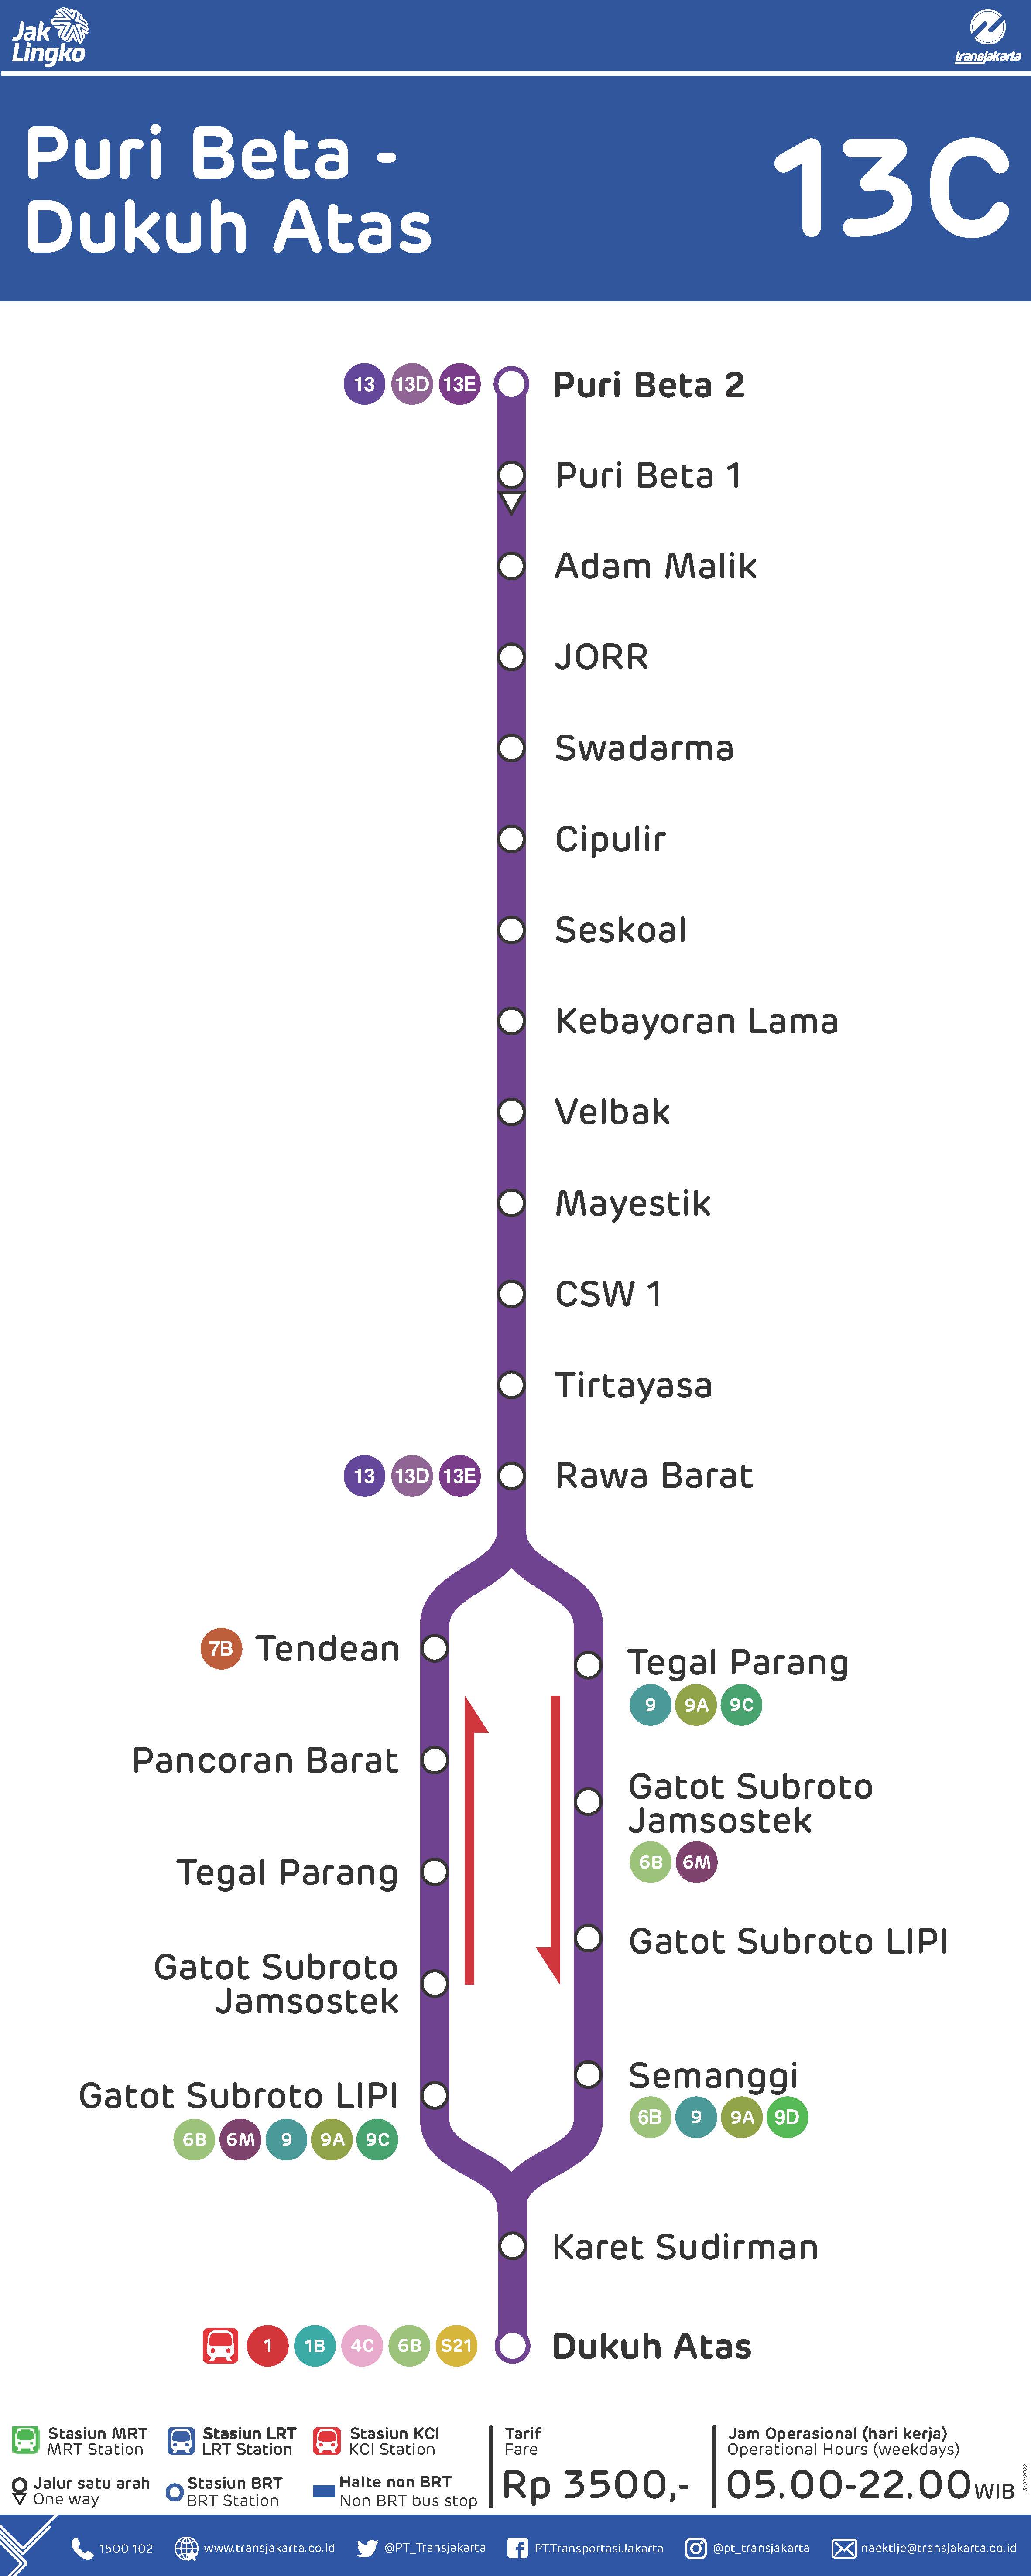 Jak
Lingko
transjakarta
Puri Beta -
Dukuh Atas
13C
13 13D 13E Puri Beta 2
Puri Beta 1
Adam Malik
JORR
Swadarma
Cipulir
Seskoal
Kebayoran Lama
Velbak
Mayestik
CSW 1
Tirtayasa
13 13D 13E Rawa Barat
7B Tendean
Pancoran Barat
Tegal Parang
Gatot Subroto
Jamsostek
Gatot Subroto LIPI
6B 6M 9 9A 9C
Tegal Parang
9 9A 9C
Gatot Subroto
Jamsostek
6B 6M
Gatot Subroto LIPI
Semanggi
6B 9 9A 9D
Karet Sudirman
1 1B 4C 6B S21 Dukuh Atas
Stasiun MRT
MRT Station
Stasiun LRT
LRT Station
Stasiun KCI
KCI Station
Jalur satu arah
One way
Stasiun BRT
BRT Station
Halte non BRT
Non BRT bus stop
Tarif
Fare
Rp 3500,-
Jam Operasional (hari kerja)
Operational Hours (weekdays)
05.00-22.00 WIB
16/02/2022
1500 102
www.transjakarta.co.id
@PT_Transjakarta
PT.TransportasiJakarta
@pt_transjakarta
naektije@transjakarta.co.id